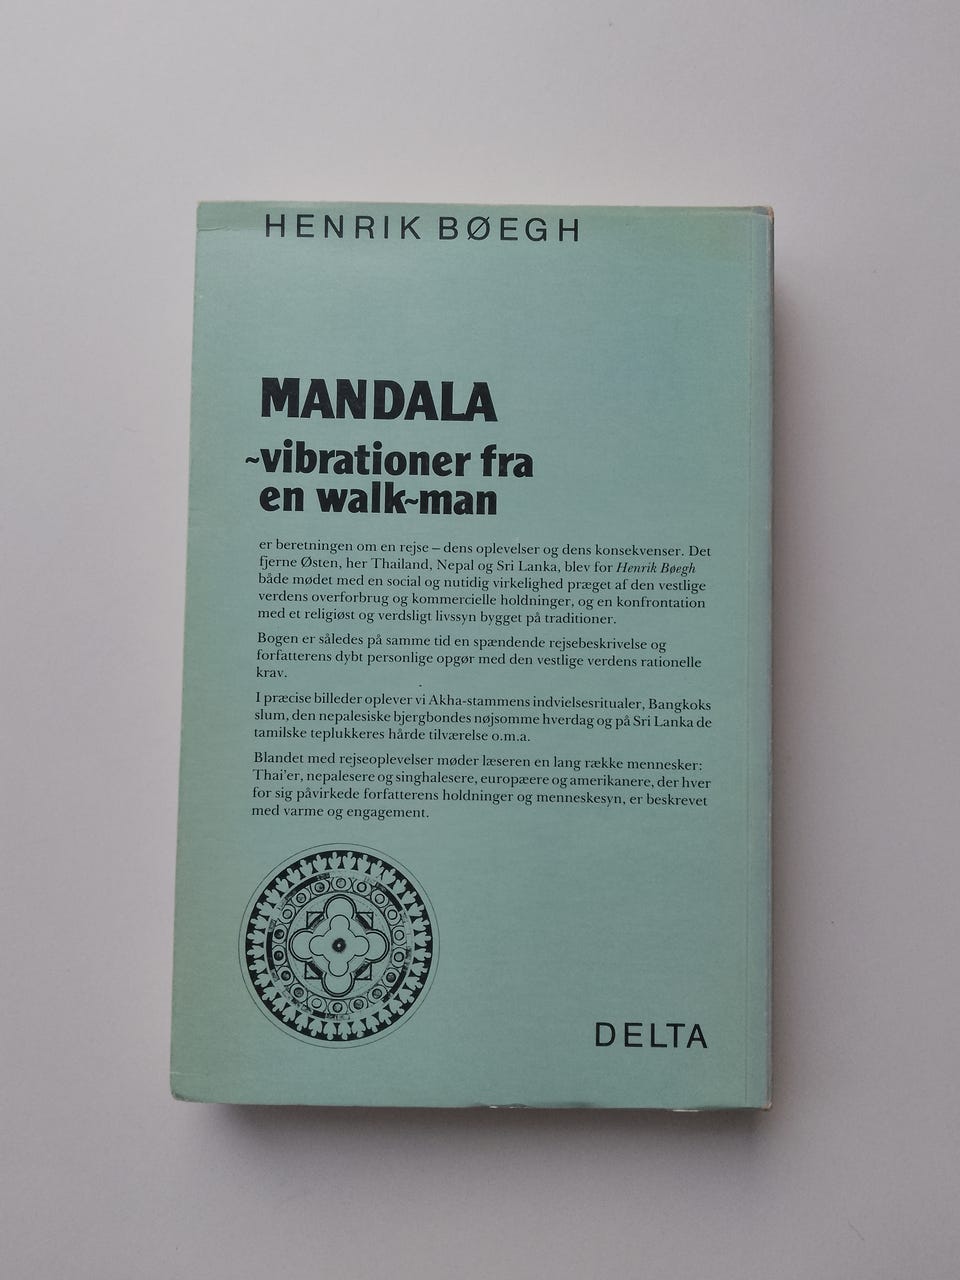 HENRIK BØEGH
MANDALA
~vibrationer fra
en walk~man
er beretningen om en rejse – dens oplevelser og dens konsekvenser. Det
fjerne Østen, her Thailand, Nepal og Sri Lanka, blev for Henrik Bøegh
både mødet med en social og nutidig virkelighed præget af den vestlige
verdens overforbrug og kommercielle holdninger, og en konfrontation
med et religiøst og verdsligt livssyn bygget på traditioner.
Bogen er således på samme tid en spændende rejsebeskrivelse og
forfatterens dybt personlige opgør med den vestlige verdens rationelle
krav.
I præcise billeder oplever vi Akha-stammens indvielsesritualer, Bangkoks
slum, den nepalesiske bjergbondes nøjsomme hverdag og på Sri Lanka de
tamilske teplukkeres hårde tilværelse o.m.a.
Blandet med rejseoplevelser møder læseren en lang række mennesker:
Thai'er, nepalesere og singhalesere, europæere og amerikanere, der hver
for sig påvirkede forfatterens holdninger og menneskesyn, er beskrevet
med varme og engagement.
DELTA